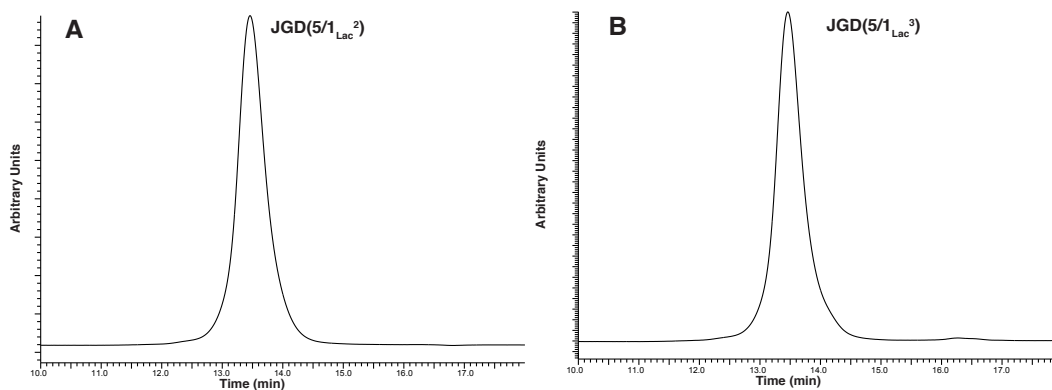 A
JGD(5/1Lac²)
Arbitrary Units
10.0 11.0 12.0 13.0 14.0 15.0 16.0 17.0
Time (min)
B
JGD(5/1Lac³)
Arbitrary Units
10.0 11.0 12.0 13.0 14.0 15.0 16.0 17.0
Time (min)